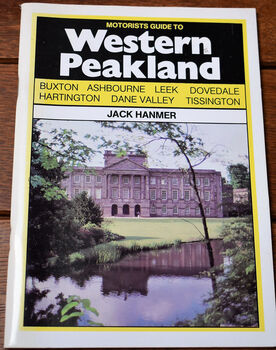 MOTORISTS GUIDE TO
Western
Peakland
BUXTON ASHBOURNE LEEK DOVEDALE
HARTINGTON DANE VALLEY TISSINGTON
JACK HANMER